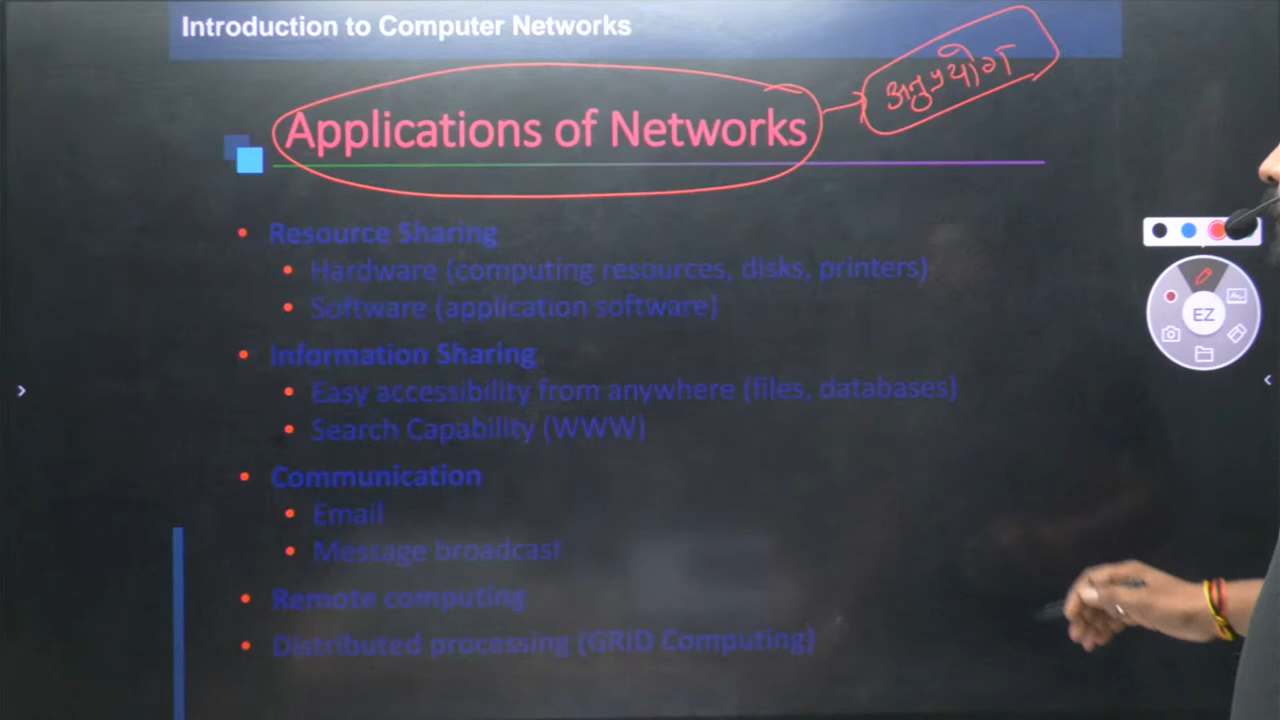 Introduction to Computer Networks
Applications of Networks
अनुप्रयोग
Resource Sharing
Hardware (computing resources, disks, printers)
Software (application software)
Information Sharing
Easy accessibility from anywhere (files, databases)
Search Capability (WWW)
Communication
Email
Message broadcast
Remote computing
Distributed processing (GRID Computing)
EZ